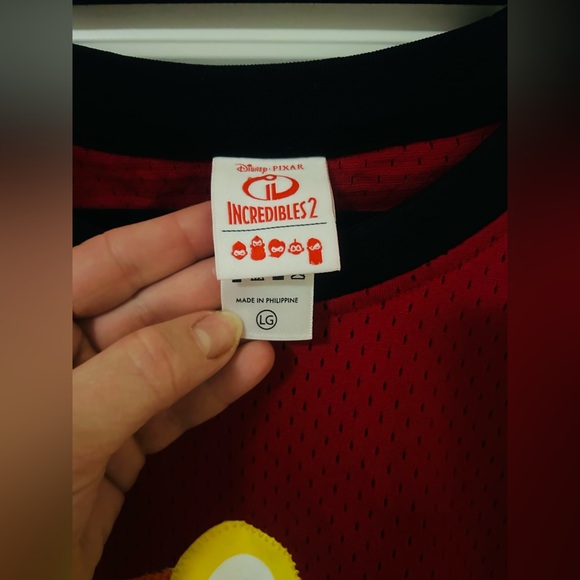 Disney · PIXAR
INCREDIBLES 2
MADE IN PHILIPPINE
LG